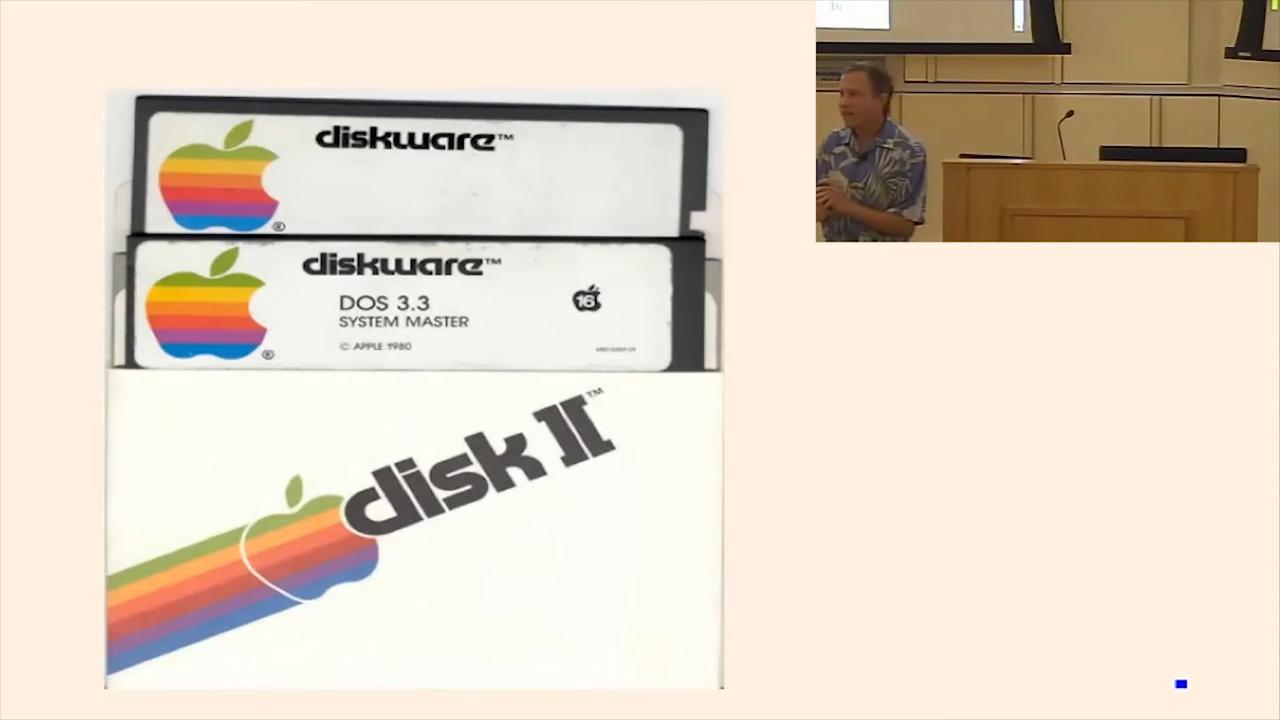 diskware™
®
diskware™
DOS 3.3
SYSTEM MASTER
16
© APPLE 1980
®
disk II™